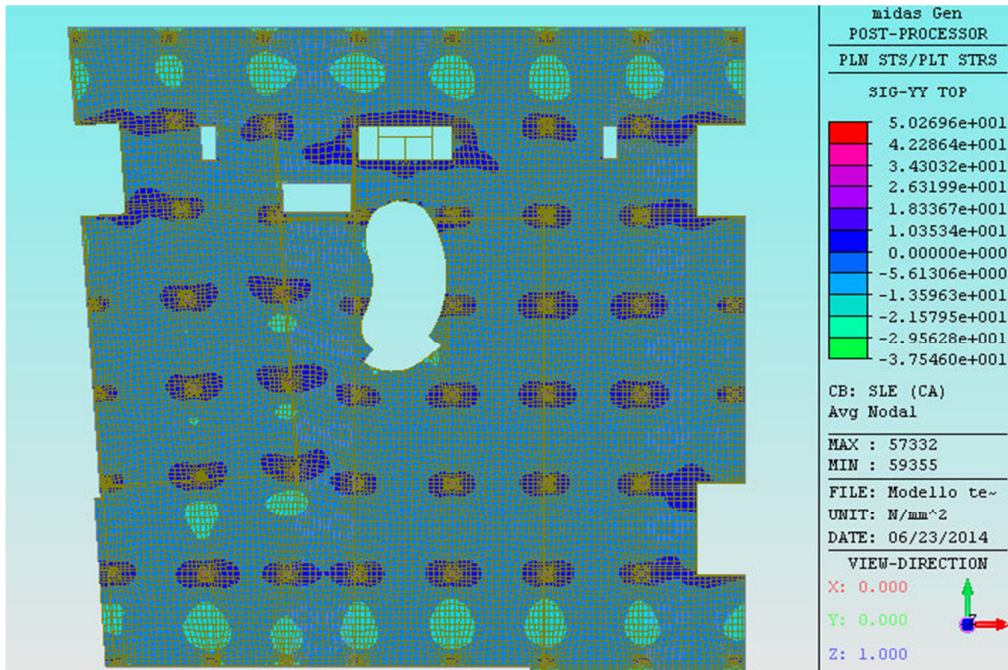 midas Gen
POST-PROCESSOR
PLN STS/PLT STRS
SIG-YY TOP
5.02696e+001
4.22864e+001
3.43032e+001
2.63199e+001
1.83367e+001
1.03534e+001
0.00000e+000
-5.61306e+000
-1.35963e+001
-2.15795e+001
-2.95628e+001
-3.75460e+001
CB: SLE (CA)
Avg Nodal
MAX : 57332
MIN : 59355
FILE: Modello te~
UNIT: N/mm^2
DATE: 06/23/2014
VIEW-DIRECTION
X: 0.000
Y: 0.000
Z: 1.000